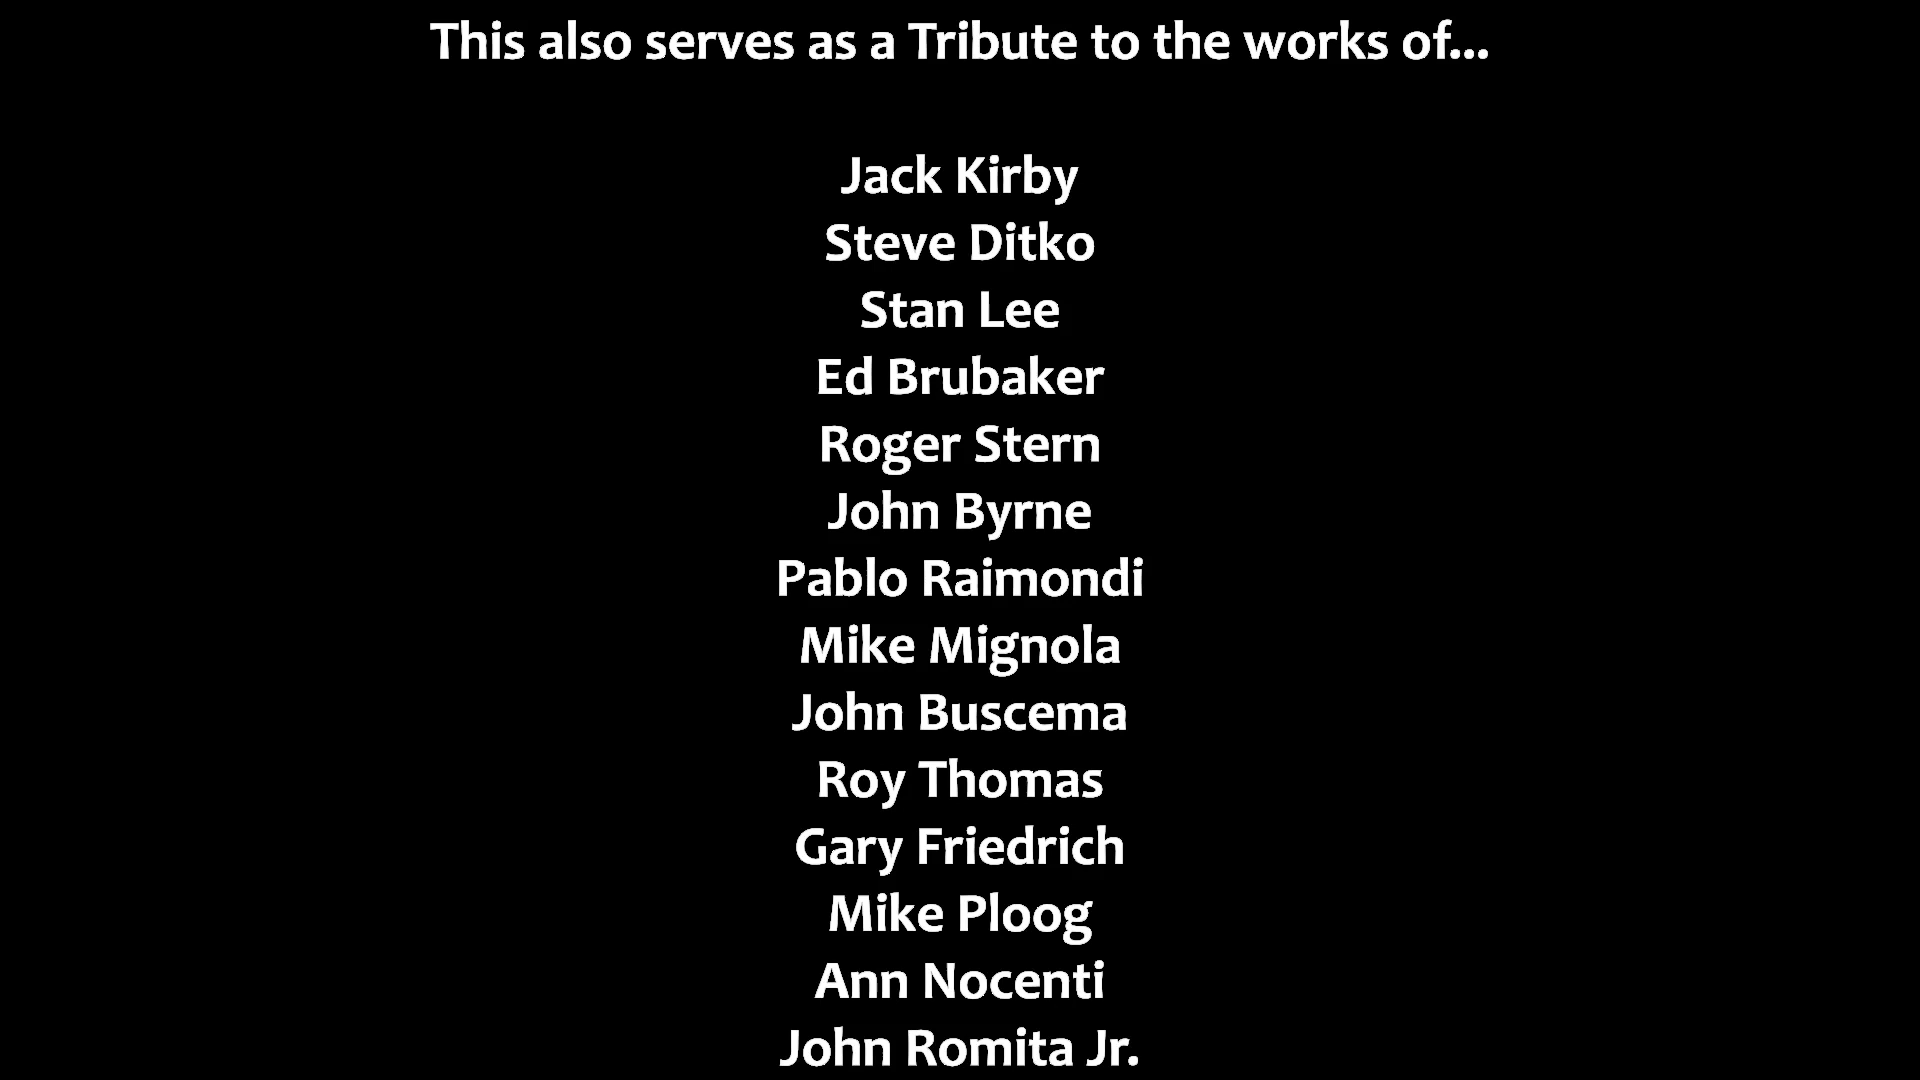 This also serves as a Tribute to the works of...
Jack Kirby
Steve Ditko
Stan Lee
Ed Brubaker
Roger Stern
John Byrne
Pablo Raimondi
Mike Mignola
John Buscema
Roy Thomas
Gary Friedrich
Mike Ploog
Ann Nocenti
John Romita Jr.